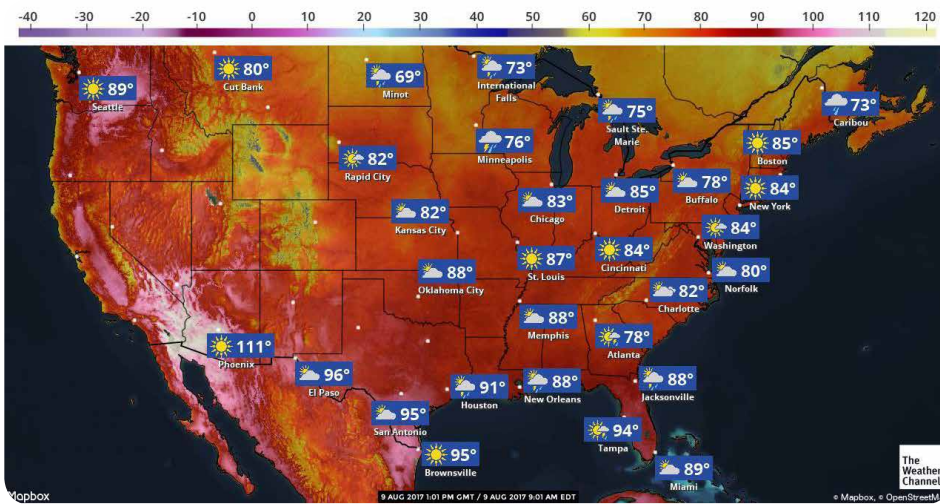 -40 -30 -20 -10 0 10 20 30 40 50 60 70 80 90 100 110 120
89°
Seattle
80°
Cut Bank
69°
Minot
73°
International
Falls
75°
Sault Ste.
Marie
73°
Caribou
82°
Rapid City
76°
Minneapolis
85°
Boston
82°
Kansas City
83°
Chicago
85°
Detroit
78°
Buffalo
84°
New York
84°
Washington
88°
Oklahoma City
87°
St. Louis
84°
Cincinnati
80°
Norfolk
82°
Charlotte
111°
Phoenix
88°
Memphis
78°
Atlanta
96°
El Paso
91°
Houston
88°
New Orleans
88°
Jacksonville
95°
San Antonio
94°
Tampa
95°
Brownsville
89°
Miami
The
Weather
Channel
Mapbox
9 AUG 2017 1:01 PM GMT / 9 AUG 2017 9:01 AM EDT
© Mapbox, © OpenStreetM